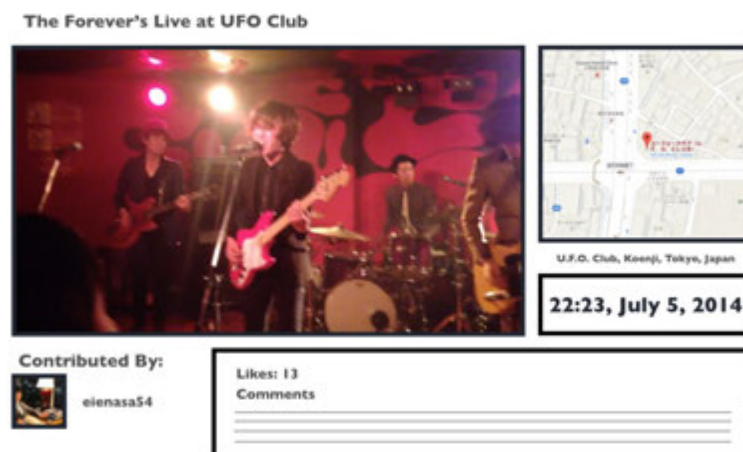 The Forever's Live at UFO Club
U.F.O. Club, Koenji, Tokyo, Japan
22:23, July 5, 2014
Contributed By:
eienasa54
Likes: 13
Comments